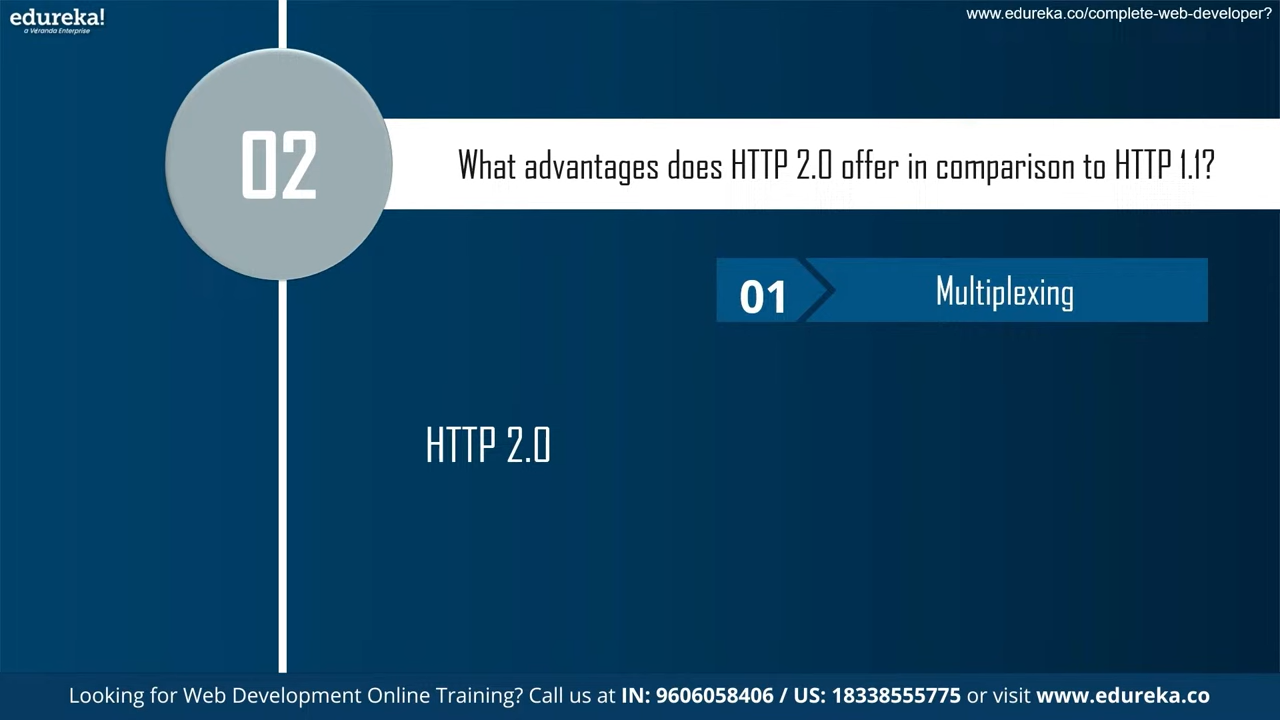 edureka!
a Veranda Enterprise
www.edureka.co/complete-web-developer?
02
What advantages does HTTP 2.0 offer in comparison to HTTP 1.1?
01
Multiplexing
HTTP 2.0
Looking for Web Development Online Training? Call us at IN: 9606058406 / US: 18338555775 or visit www.edureka.co